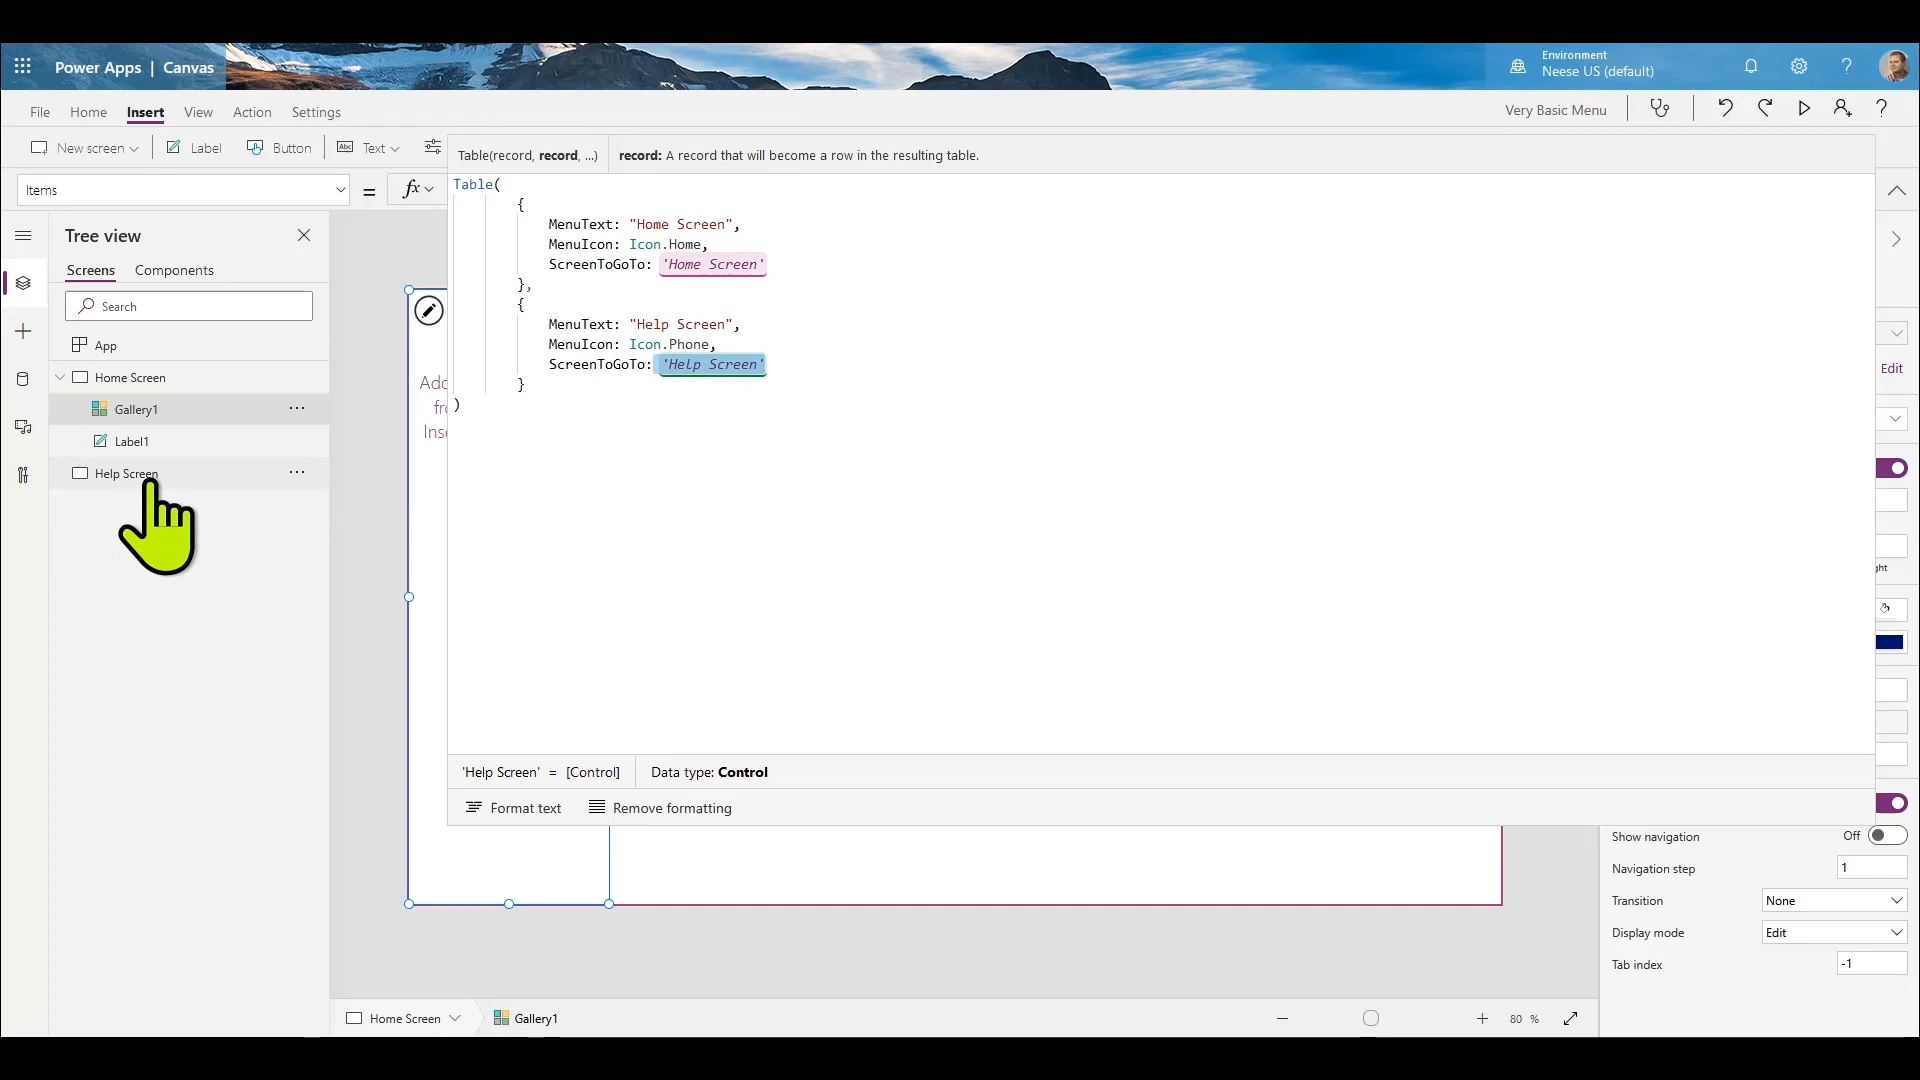 Power Apps | Canvas
Environment
Neese US (default)
File Home Insert View Action Settings
Very Basic Menu
New screen Label Button Text
Table(record, record, ...) record: A record that will become a row in the resulting table.
Items = fx
Table(
{
MenuText: "Home Screen",
MenuIcon: Icon.Home,
ScreenToGoTo: 'Home Screen'
},
{
MenuText: "Help Screen",
MenuIcon: Icon.Phone,
ScreenToGoTo: 'Help Screen'
}
)
Tree view
Screens Components
Search
App
Home Screen
Gallery1
Label1
Help Screen
Edit
'Help Screen' = [Control] Data type: Control
Format text Remove formatting
Show navigation Off
Navigation step 1
Transition None
Display mode Edit
Tab index -1
Home Screen Gallery1
80 %